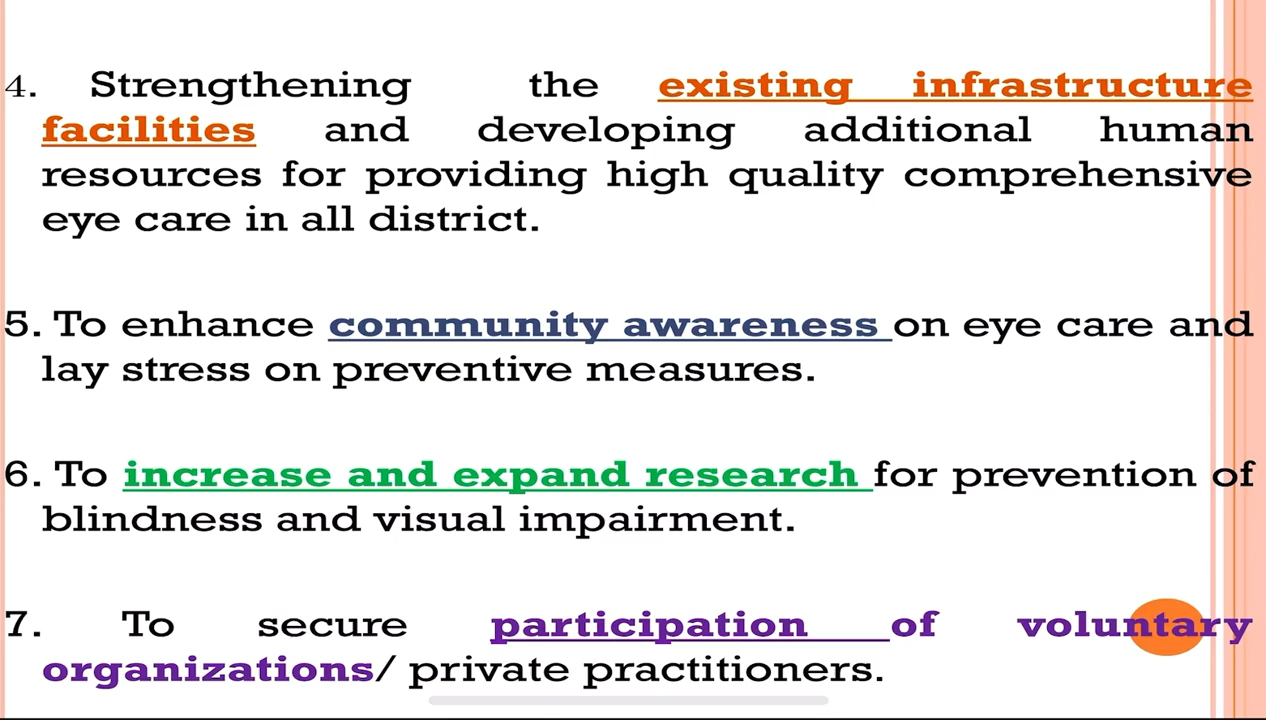 4. Strengthening the existing infrastructure
facilities and developing additional human
resources for providing high quality comprehensive
eye care in all district.
5. To enhance community awareness on eye care and
lay stress on preventive measures.
6. To increase and expand research for prevention of
blindness and visual impairment.
7. To secure participation of voluntary
organizations/ private practitioners.